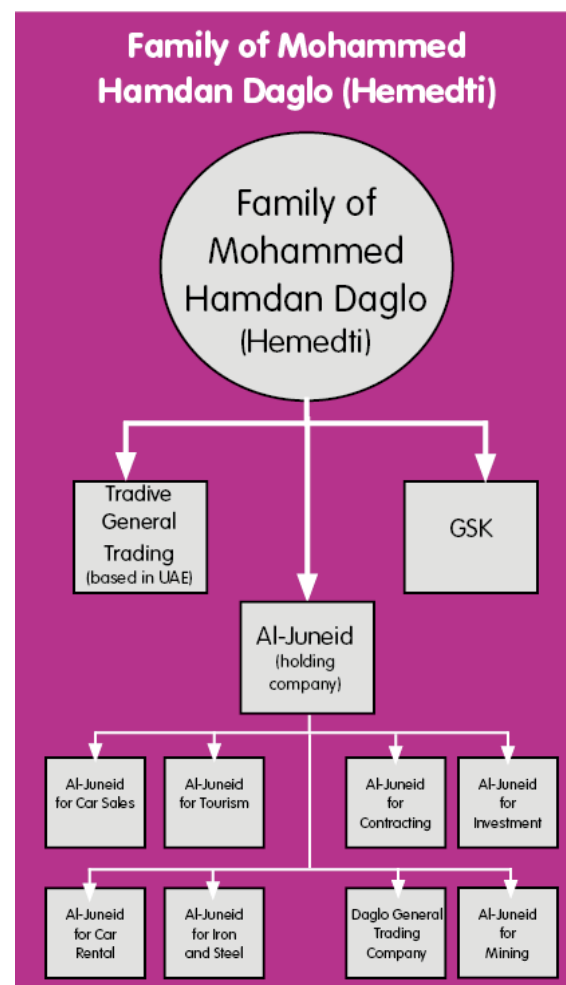 Family of Mohammed
Hamdan Daglo (Hemedti)
Family of
Mohammed
Hamdan Daglo
(Hemedti)
Tradive
General
Trading
(based in UAE)
GSK
Al-Juneid
(holding
company)
Al-Juneid
for Car Sales
Al-Juneid
for Tourism
Al-Juneid
for
Contracting
Al-Juneid
for
Investment
Al-Juneid
for Car
Rental
Al-Juneid
for Iron
and Steel
Daglo General
Trading
Company
Al-Juneid
for
Mining